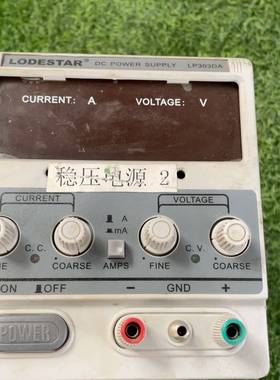 LODESTAR DC POWER SUPPLY LP303DA
CURRENT: A VOLTAGE: V
稳压电源 2
CURRENT VOLTAGE
A
mA
C.C. C.V.
COARSE AMPS FINE COARSE
ON OFF − GND +
POWER